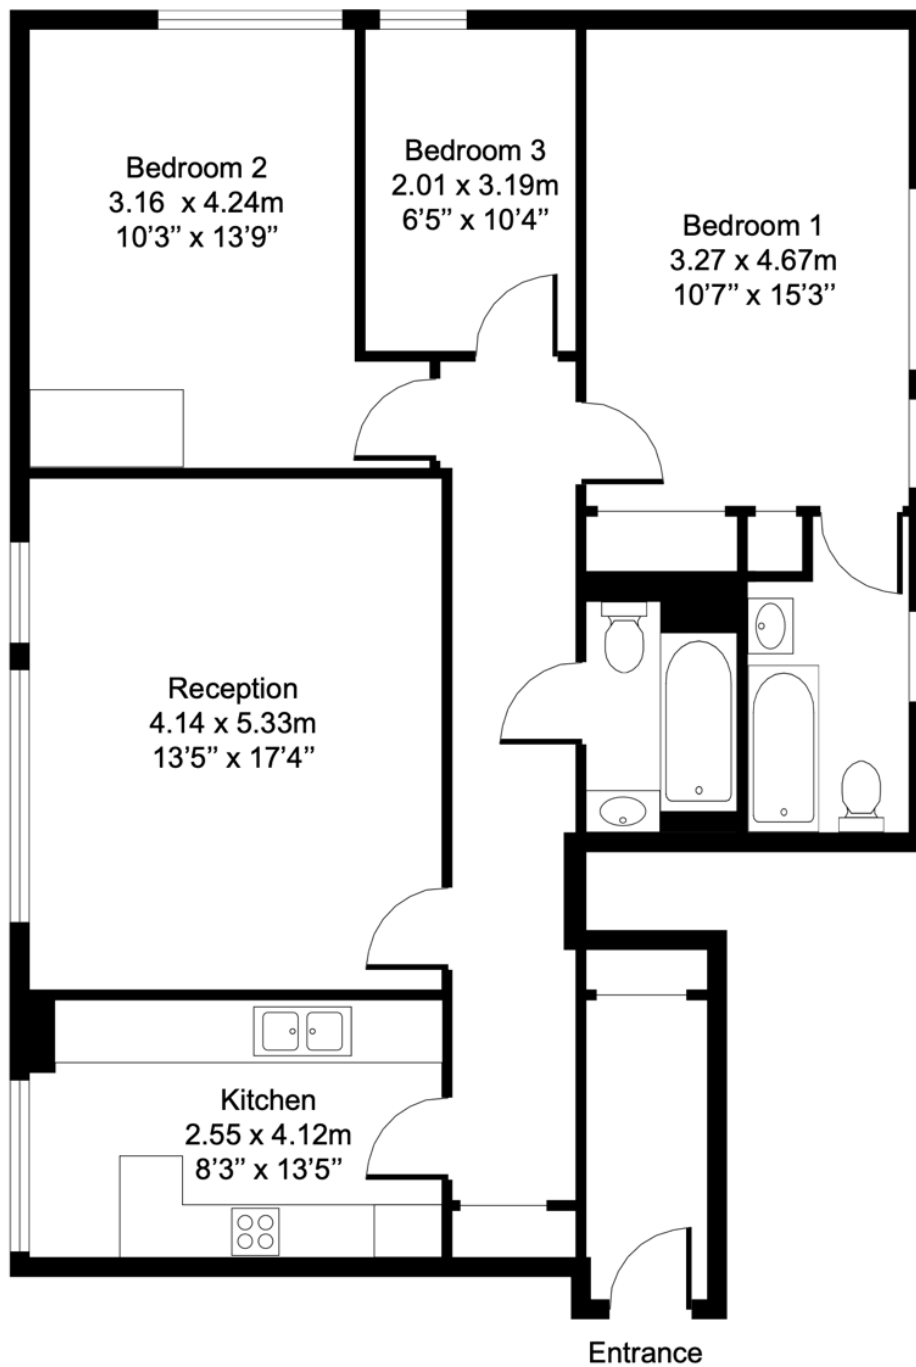 Bedroom 2
3.16 x 4.24m
10’3” x 13’9”
Bedroom 3
2.01 x 3.19m
6’5” x 10’4”
Bedroom 1
3.27 x 4.67m
10’7” x 15’3”
Reception
4.14 x 5.33m
13’5” x 17’4”
Kitchen
2.55 x 4.12m
8’3” x 13’5”
Entrance